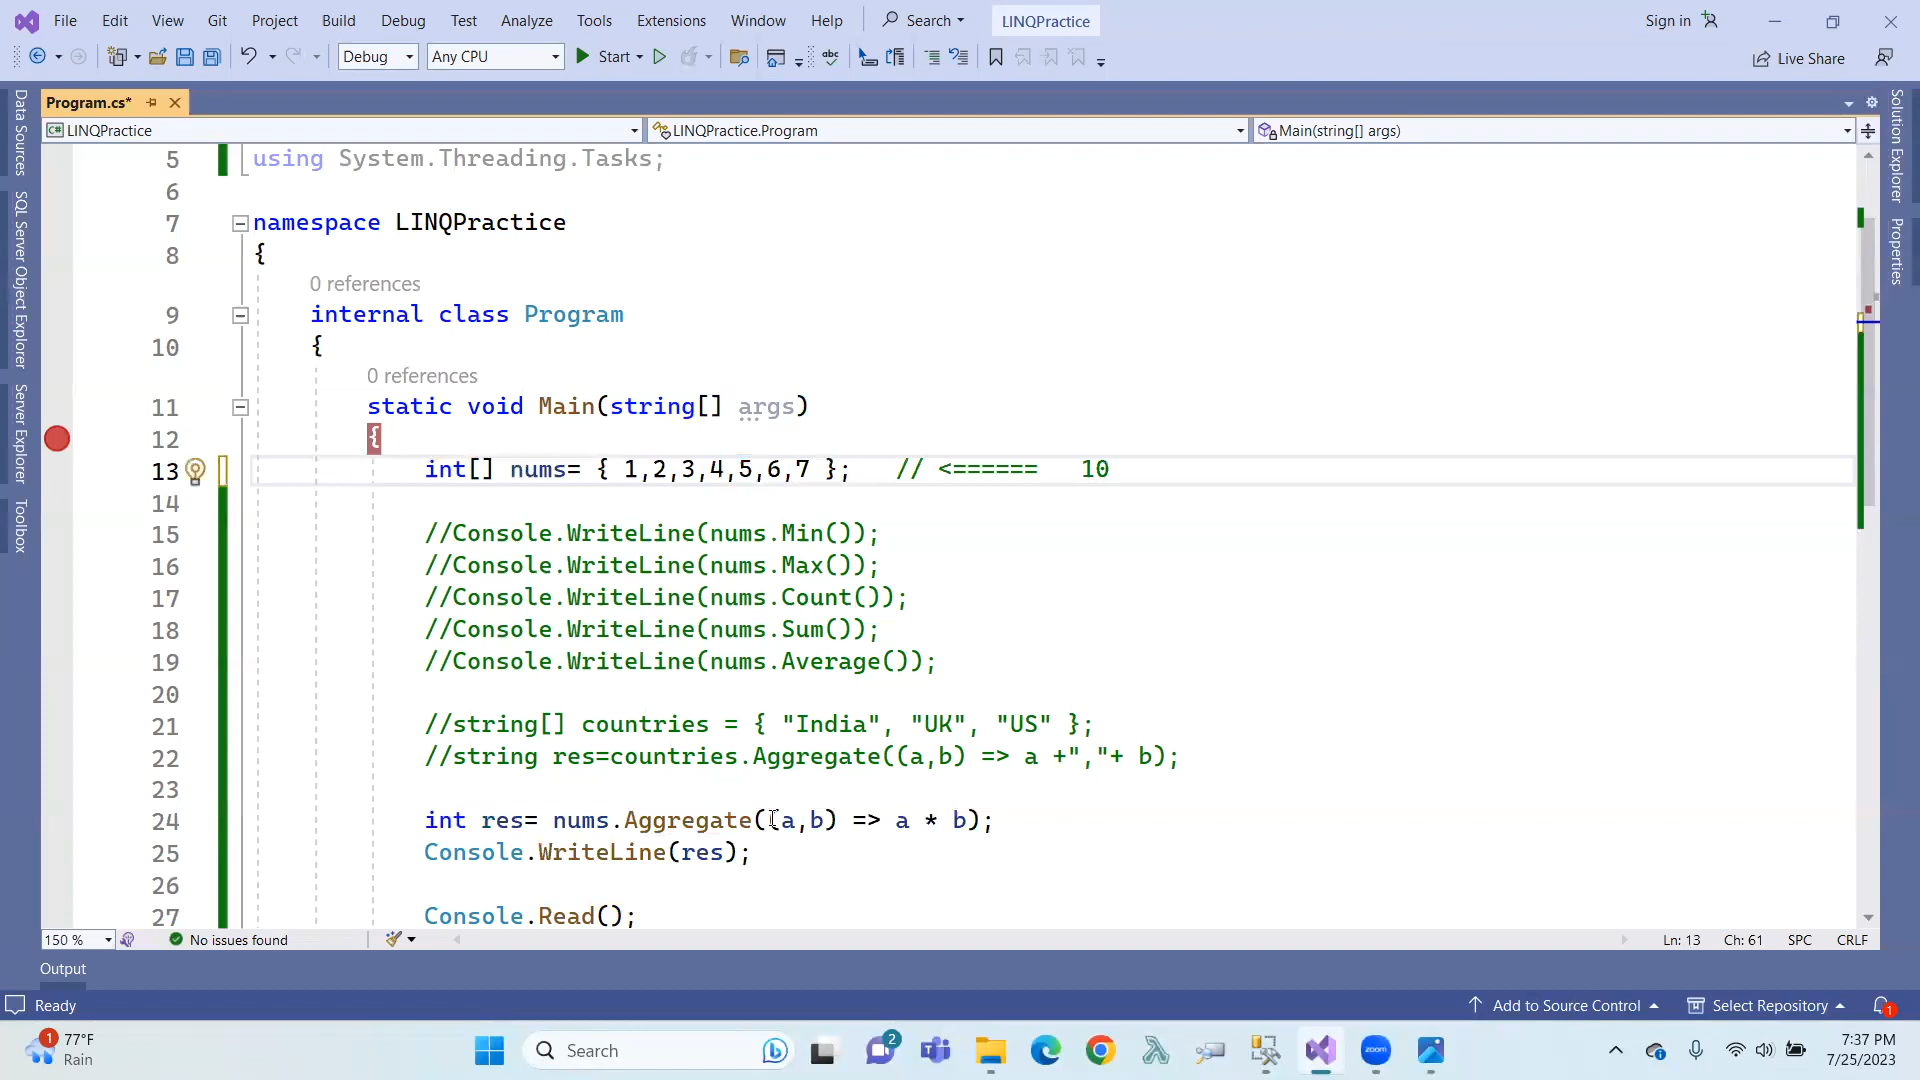 File Edit View Git Project Build Debug Test Analyze Tools Extensions Window Help Search LINQPractice Sign in
Debug Any CPU Start abc Live Share
Program.cs*
C# LINQPractice LINQPractice.Program Main(string[] args)
Data Sources
SQL Server Object Explorer
Server Explorer
Toolbox
Solution Explorer
Properties
5 using System.Threading.Tasks;
6
7 namespace LINQPractice
8 {
0 references
9 internal class Program
10 {
0 references
11 static void Main(string[] args)
12 {
13 int[] nums= { 1,2,3,4,5,6,7 }; // <====== 10
14
15 //Console.WriteLine(nums.Min());
16 //Console.WriteLine(nums.Max());
17 //Console.WriteLine(nums.Count());
18 //Console.WriteLine(nums.Sum());
19 //Console.WriteLine(nums.Average());
20
21 //string[] countries = { "India", "UK", "US" };
22 //string res=countries.Aggregate((a,b) => a +","+ b);
23
24 int res= nums.Aggregate((a,b) => a * b);
25 Console.WriteLine(res);
26
27 Console.Read();
150 % No issues found Ln: 13 Ch: 61 SPC CRLF
Output
Ready Add to Source Control Select Repository 1
1 77°F
Rain
Search 2 zoom
7:37 PM
7/25/2023